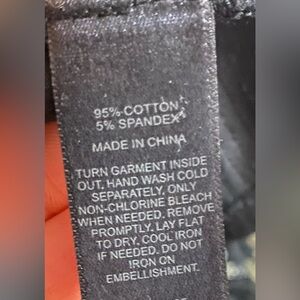 95% COTTON
5% SPANDEX
MADE IN CHINA
TURN GARMENT INSIDE
OUT, HAND WASH COLD
SEPARATELY. ONLY
NON-CHLORINE BLEACH
WHEN NEEDED. REMOVE
PROMPTLY. LAY FLAT
TO DRY. COOL IRON
IF NEEDED. DO NOT
IRON ON
EMBELLISHMENT.